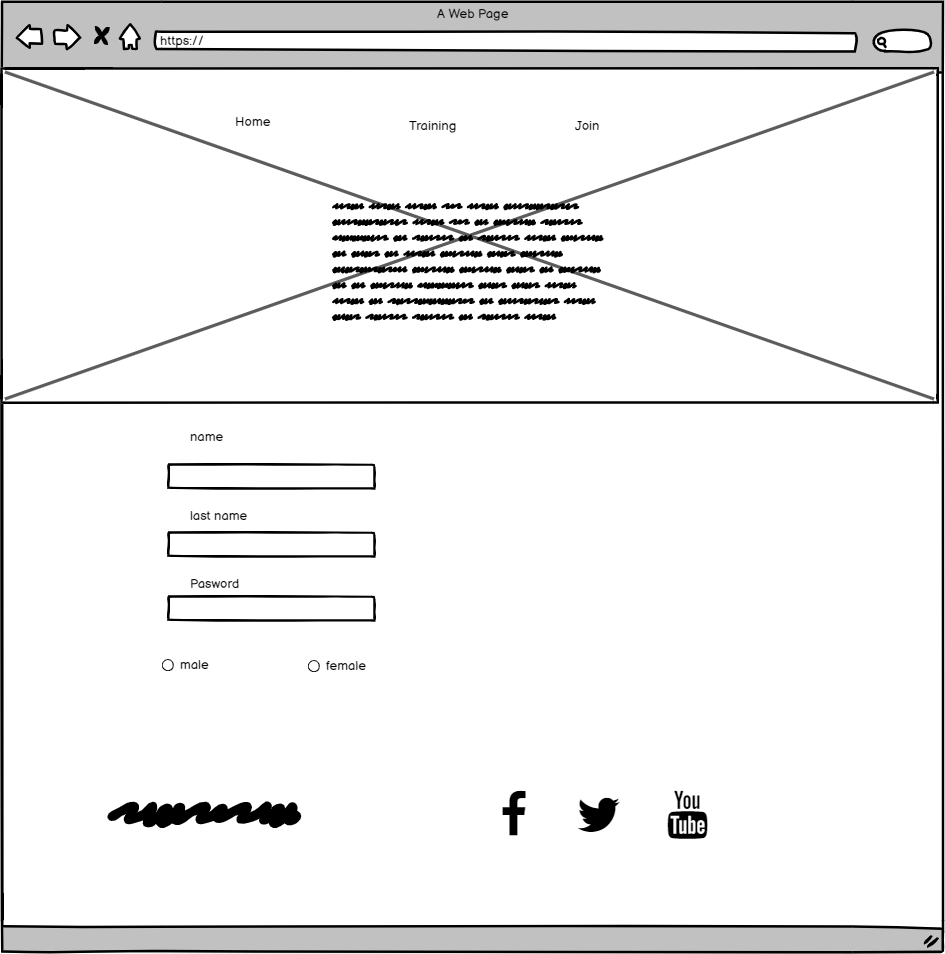 A Web Page
https://
Home Training Join
name
last name
Pasword
male female
You
Tube